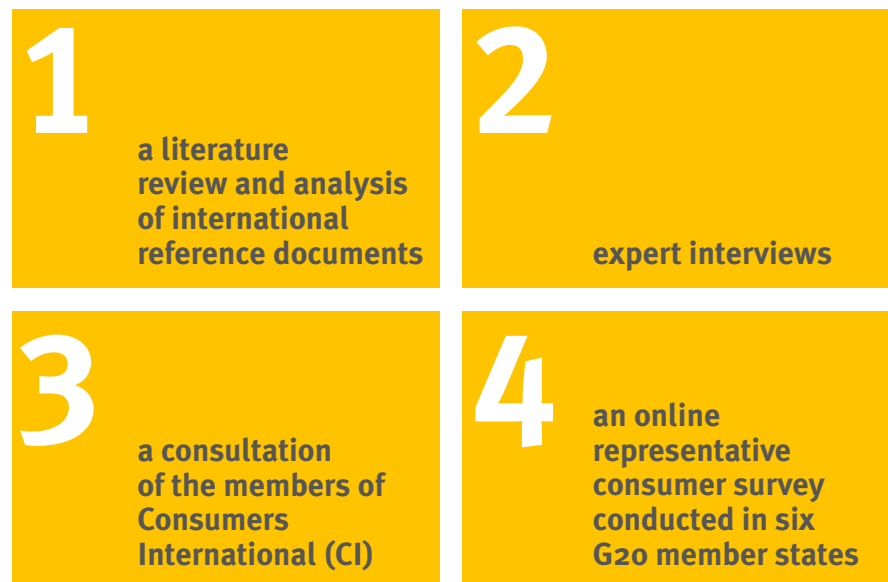 1
a literature
review and analysis
of international
reference documents
2
expert interviews
3
a consultation
of the members of
Consumers
International (CI)
4
an online
representative
consumer survey
conducted in six
G20 member states